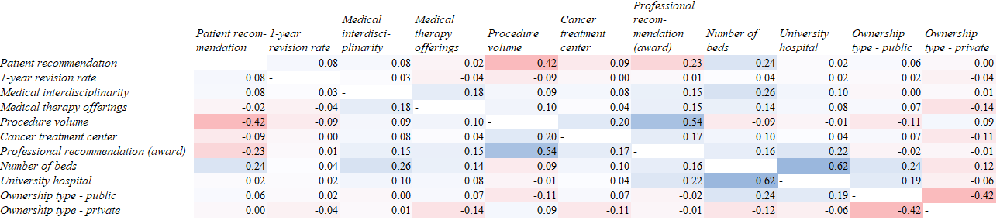 Patient recom-mendation 1-year revision rate Medical interdisci-plinarity Medical therapy offerings Procedure volume Cancer treatment center Professional recom-mendation (award) Number of beds University hospital Ownership type - public Ownership type - private
Patient recommendation - 0.08 0.08 -0.02 -0.42 -0.09 -0.23 0.24 0.02 0.06 0.00
1-year revision rate 0.08 - 0.03 -0.04 -0.09 0.00 0.01 0.04 0.02 0.02 -0.04
Medical interdisciplinarity 0.08 0.03 - 0.18 0.09 0.08 0.15 0.26 0.10 0.00 0.01
Medical therapy offerings -0.02 -0.04 0.18 - 0.10 0.04 0.15 0.14 0.08 0.07 -0.14
Procedure volume -0.42 -0.09 0.09 0.10 - 0.20 0.54 -0.09 -0.01 -0.11 0.09
Cancer treatment center -0.09 0.00 0.08 0.04 0.20 - 0.17 0.10 0.04 0.07 -0.11
Professional recommendation (award) -0.23 0.01 0.15 0.15 0.54 0.17 - 0.16 0.22 -0.02 -0.01
Number of beds 0.24 0.04 0.26 0.14 -0.09 0.10 0.16 - 0.62 0.24 -0.12
University hospital 0.02 0.02 0.10 0.08 -0.01 0.04 0.22 0.62 - 0.19 -0.06
Ownership type - public 0.06 0.02 0.00 0.07 -0.11 0.07 -0.02 0.24 0.19 - -0.42
Ownership type - private 0.00 -0.04 0.01 -0.14 0.09 -0.11 -0.01 -0.12 -0.06 -0.42 -